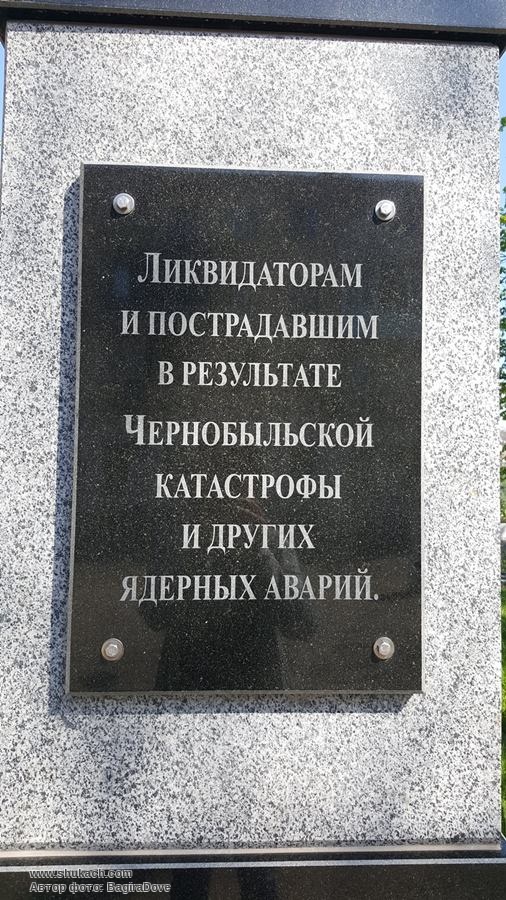 Ликвидаторам
и пострадавшим
в результате
Чернобыльской
катастрофы
и других
ядерных аварий.
www.shukach.com
Автор фото: BagiraDove